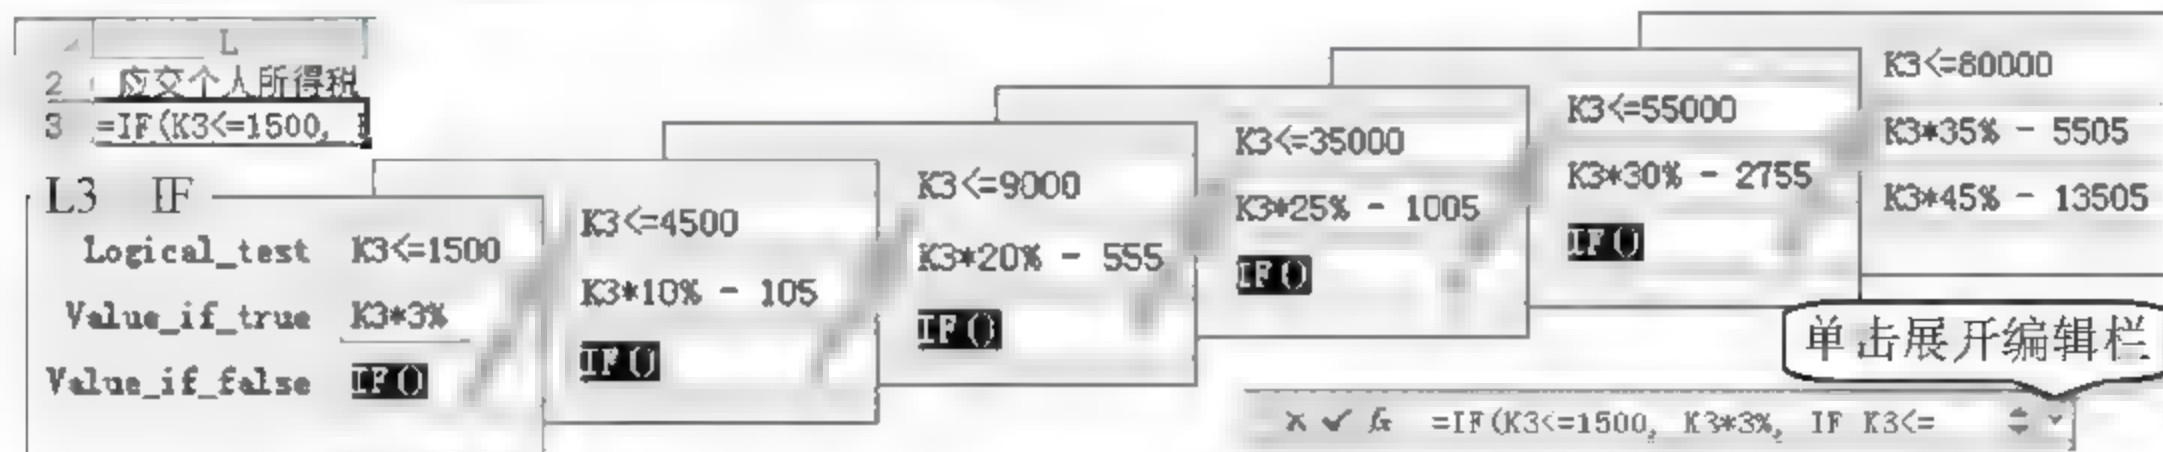 L
2 应交个人所得税
3 =IF(K3<=1500,
L3 IF
Logical_test K3<=1500
Value_if_true K3*3%
Value_if_false IF()
K3<=4500
K3*10% - 105
IF()
K3<=9000
K3*20% - 555
IF()
K3<=35000
K3*25% - 1005
IF()
K3<=55000
K3*30% - 2755
IF()
K3<=80000
K3*35% - 5505
K3*45% - 13505
单击展开编辑栏
× ✓ fx =IF(K3<=1500, K3*3%, IF K3<=